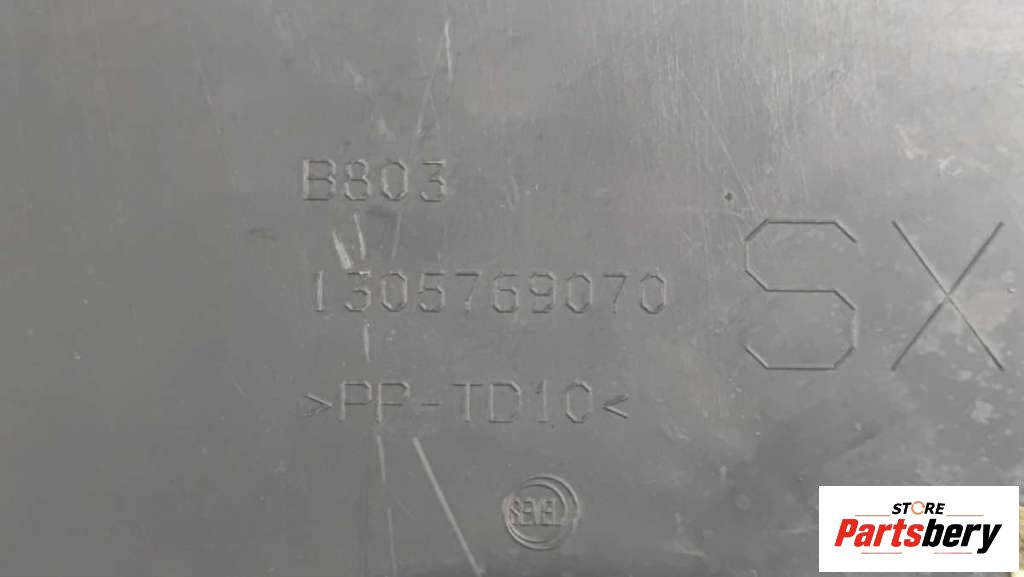 B803
1305769070
>PP-TD10<
SX
SEVEL
STORE
Partsbery